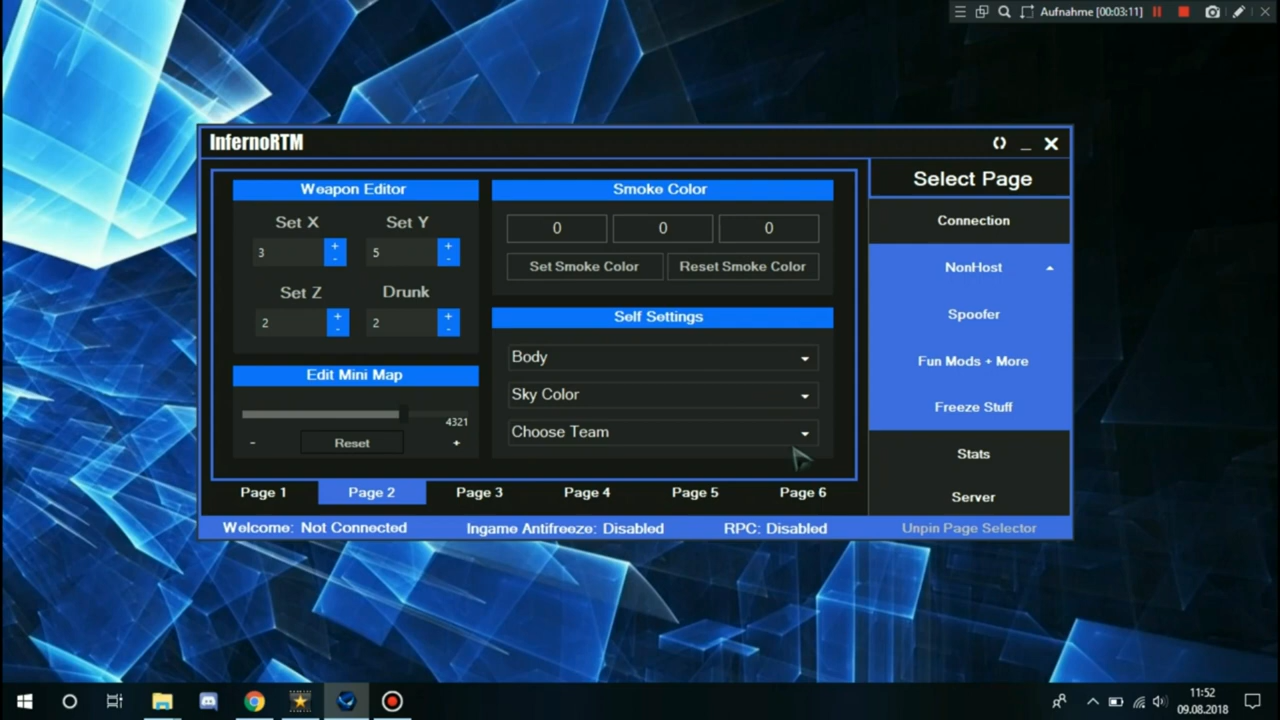 Aufnahme [00:03:11]
InfernoRTM
Select Page
Weapon Editor
Set X
Set Y
3
+
-
5
+
-
Set Z
Drunk
2
+
-
2
+
-
Edit Mini Map
4321
-
Reset
+
Smoke Color
0
0
0
Set Smoke Color
Reset Smoke Color
Self Settings
Body
Sky Color
Choose Team
Connection
NonHost
Spoofer
Fun Mods + More
Freeze Stuff
Stats
Server
Page 1
Page 2
Page 3
Page 4
Page 5
Page 6
Welcome: Not Connected
Ingame Antifreeze: Disabled
RPC: Disabled
Unpin Page Selector
11:52
09.08.2018